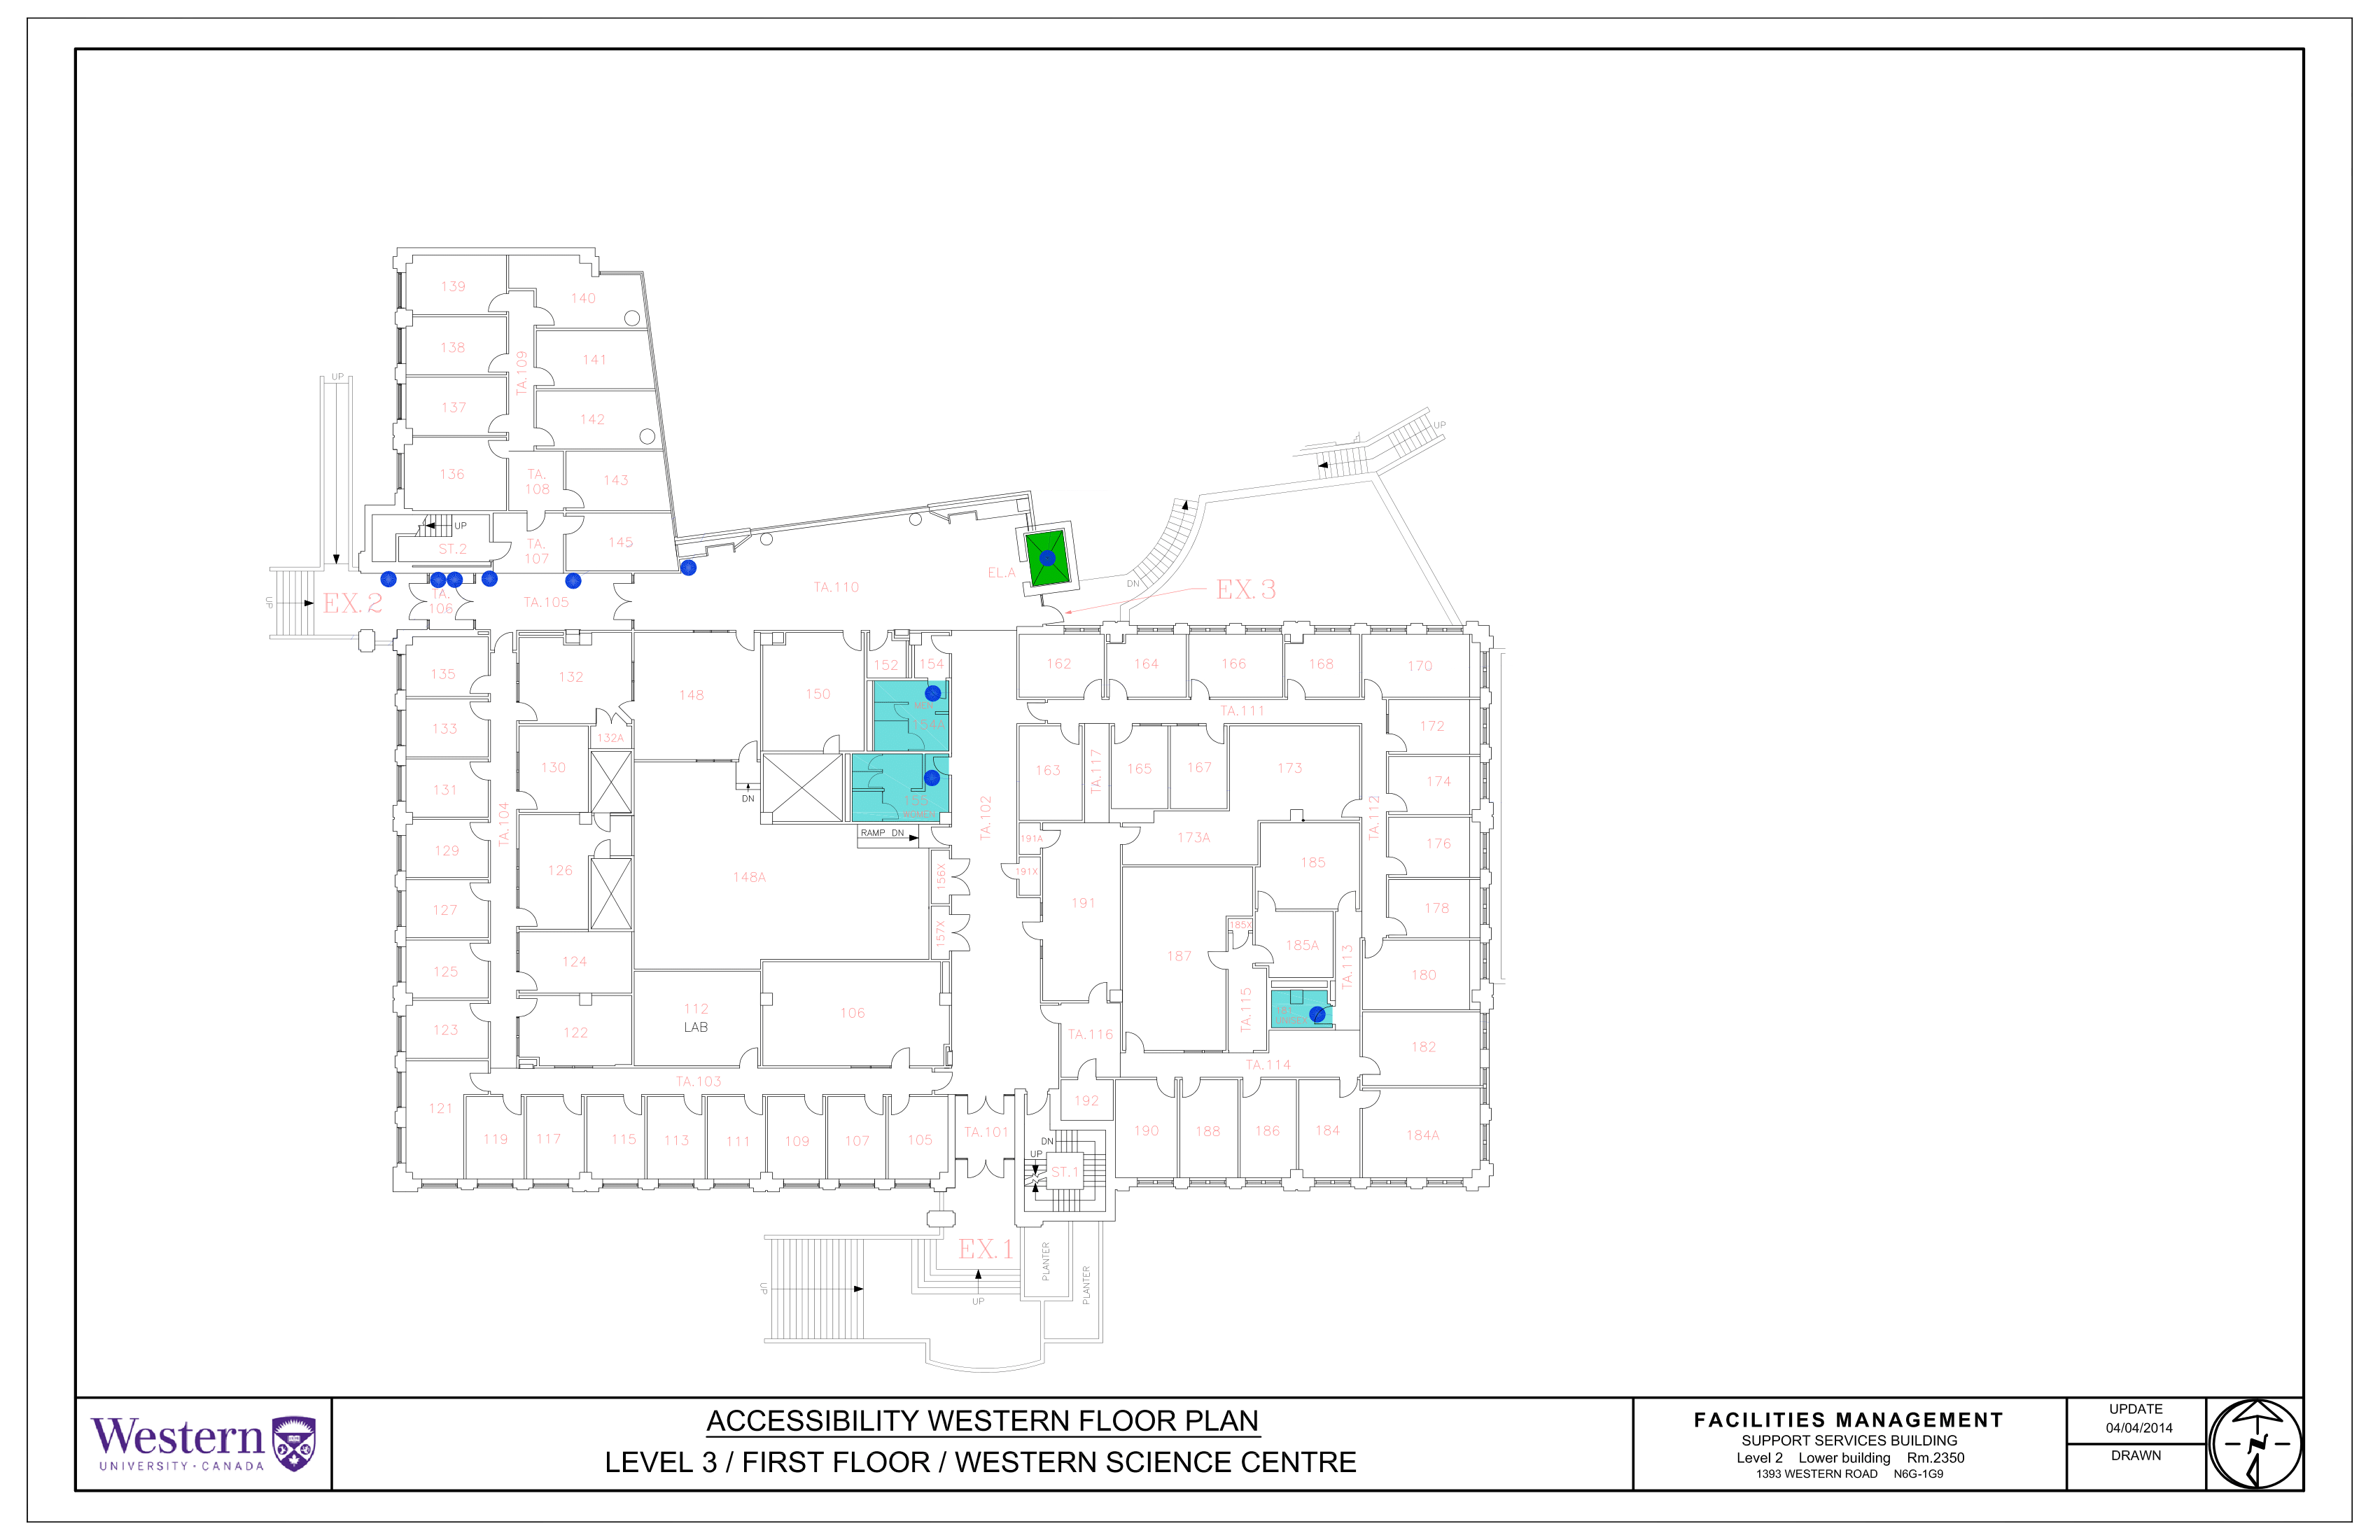 139
140
138
141
TA.109
137
142
136
TA.
108
143
UP
UP
UP
ST.2
TA.
107
145
EL.A
DN
EX.3
UP
EX.2
TA.
106
TA.105
TA.110
135
132
148
150
152
154
162
164
166
168
170
MEN
154A
TA.111
133
132A
172
131
130
163
TA.117
165
167
173
174
DN
155
WOMEN
TA.104
TA.102
TA.112
129
RAMP DN
191A
173A
176
126
148A
156X
191X
185
127
191
178
157X
185X
125
124
187
185A
TA.113
180
123
122
112
LAB
106
TA.116
TA.115
UNISEX
182
TA.103
TA.114
121
192
119
117
115
113
111
109
107
105
TA.101
DN
UP
ST.1
190
188
186
184
184A
EX.1
PLANTER
PLANTER
UP
UP
Western
UNIVERSITY · CANADA
ACCESSIBILITY WESTERN FLOOR PLAN
LEVEL 3 / FIRST FLOOR / WESTERN SCIENCE CENTRE
FACILITIES MANAGEMENT
SUPPORT SERVICES BUILDING
Level 2 Lower building Rm.2350
1393 WESTERN ROAD N6G-1G9
UPDATE
04/04/2014
DRAWN
N